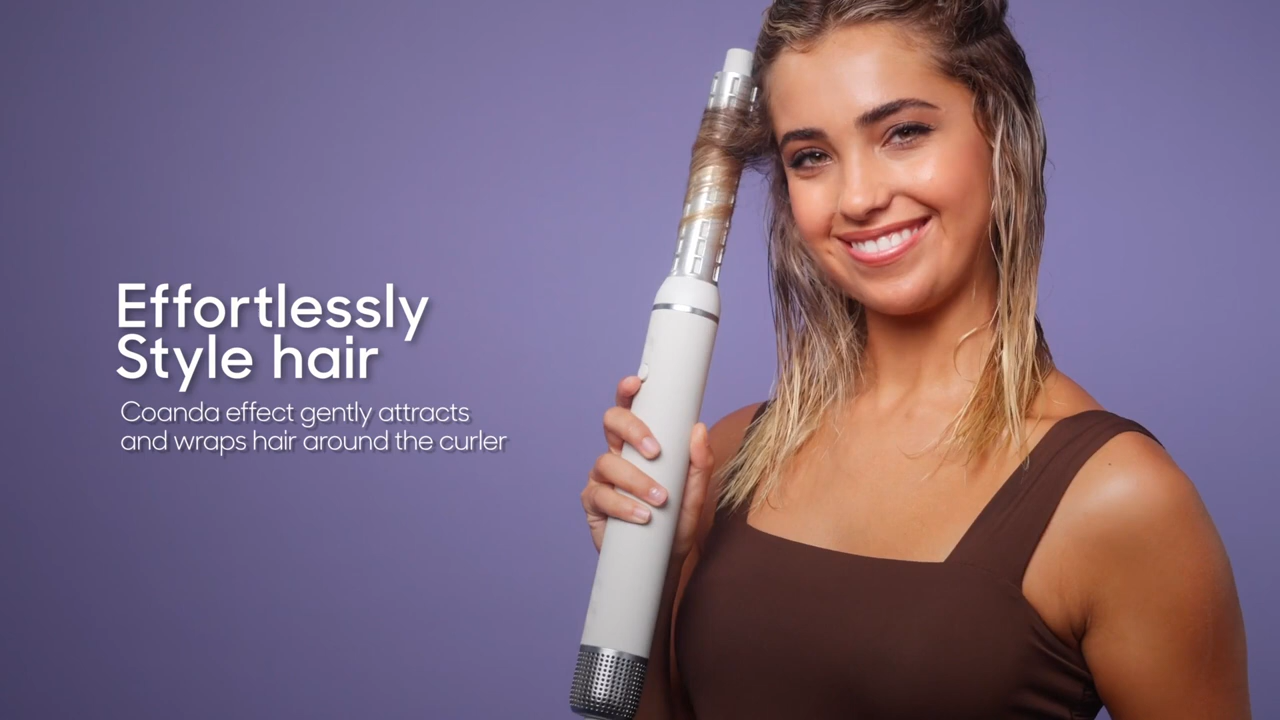 Effortlessly
Style hair
Coanda effect gently attracts
and wraps hair around the curler